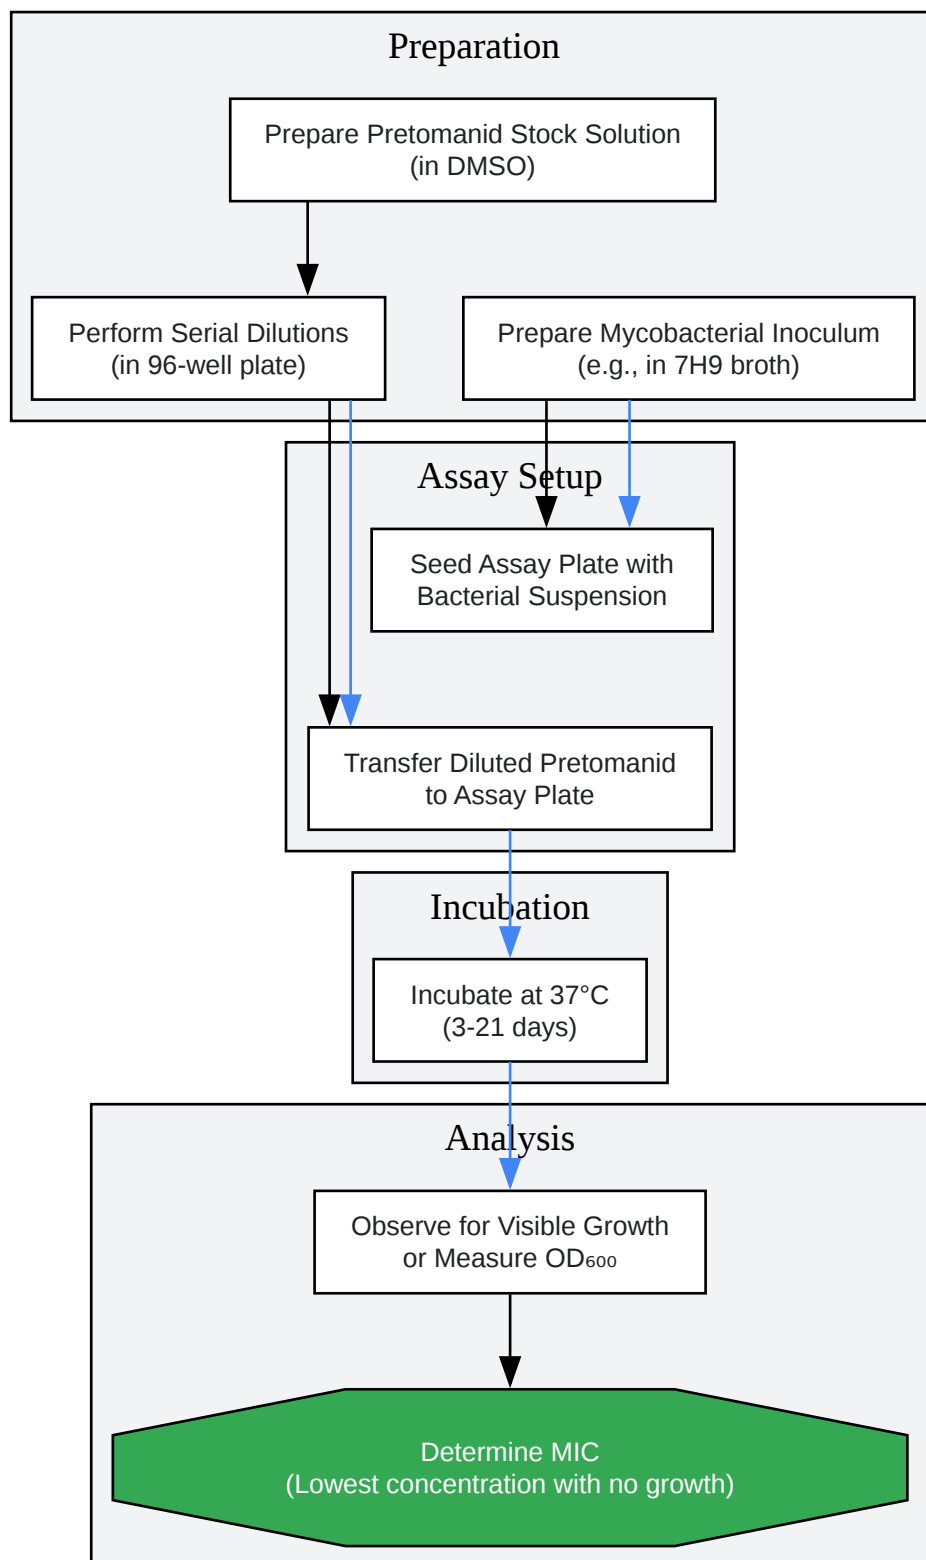 Preparation
Prepare Pretomanid Stock Solution
(in DMSO)
Perform Serial Dilutions
(in 96-well plate)
Prepare Mycobacterial Inoculum
(e.g., in 7H9 broth)
Assay Setup
Seed Assay Plate with
Bacterial Suspension
Transfer Diluted Pretomanid
to Assay Plate
Incubation
Incubate at 37°C
(3-21 days)
Analysis
Observe for Visible Growth
or Measure OD₆₀₀
Determine MIC
(Lowest concentration with no growth)